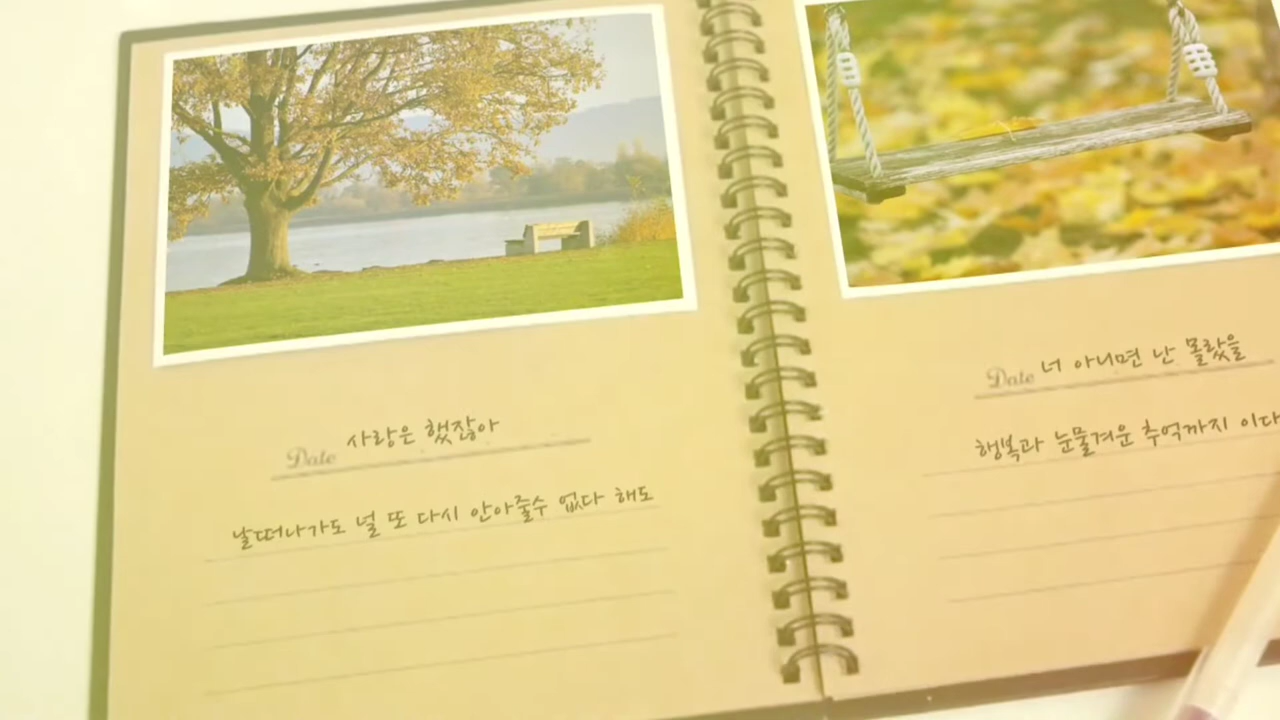 Date 사랑은 했잖아
날떠나가도 널 또 다시 안아줄수 없다 해도
Date 너 아니면 난 몰랐을
행복과 눈물겨운 추억까지 이다